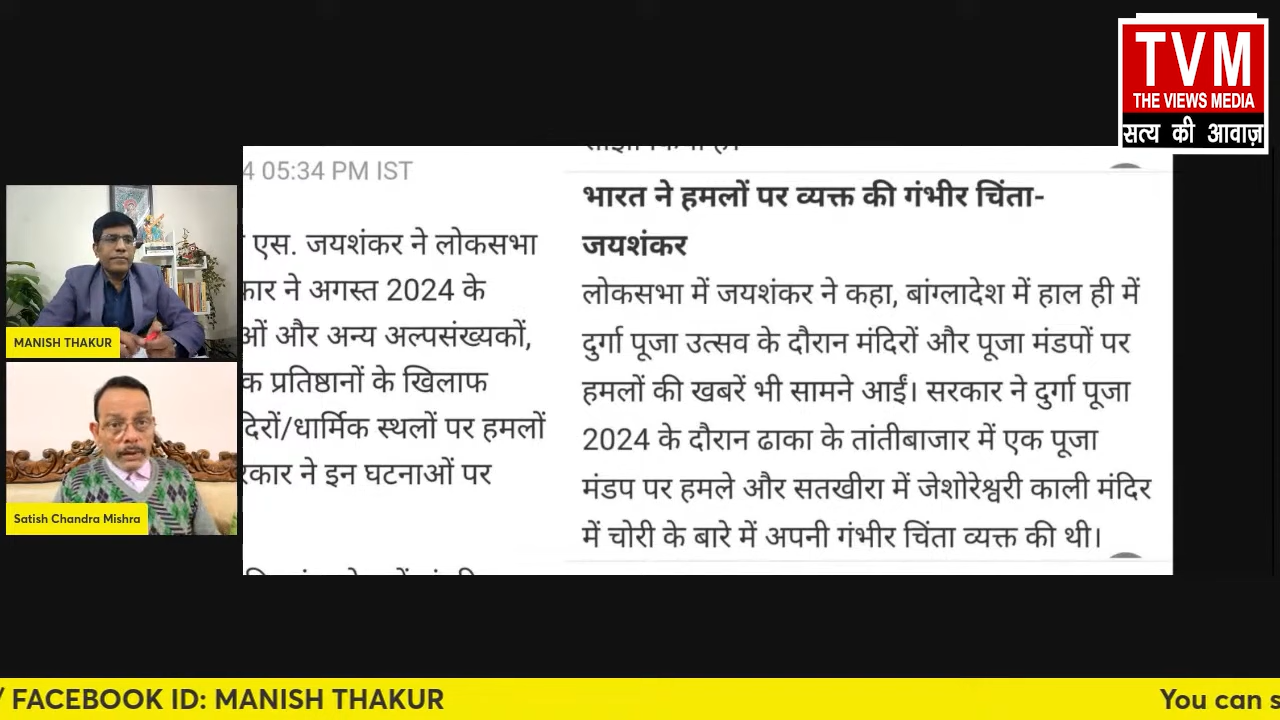 TVM
THE VIEWS MEDIA
सत्य की आवाज़
4 05:34 PM IST
एस. जयशंकर ने लोकसभा
ने अगस्त 2024 के
और अन्य अल्पसंख्यकों,
प्रतिष्ठानों के खिलाफ
स्थलों पर हमलों
ने इन घटनाओं पर
भारत ने हमलों पर व्यक्त की गंभीर चिंता-
जयशंकर
लोकसभा में जयशंकर ने कहा, बांग्लादेश में हाल ही में
दुर्गा पूजा उत्सव के दौरान मंदिरों और पूजा मंडपों पर
हमलों की खबरें भी सामने आईं। सरकार ने दुर्गा पूजा
2024 के दौरान ढाका के तांतीबाजार में एक पूजा
मंडप पर हमले और सतखीरा में जेशोरेश्वरी काली मंदिर
में चोरी के बारे में अपनी गंभीर चिंता व्यक्त की थी।
MANISH THAKUR
Satish Chandra Mishra
/ FACEBOOK ID: MANISH THAKUR
You can s